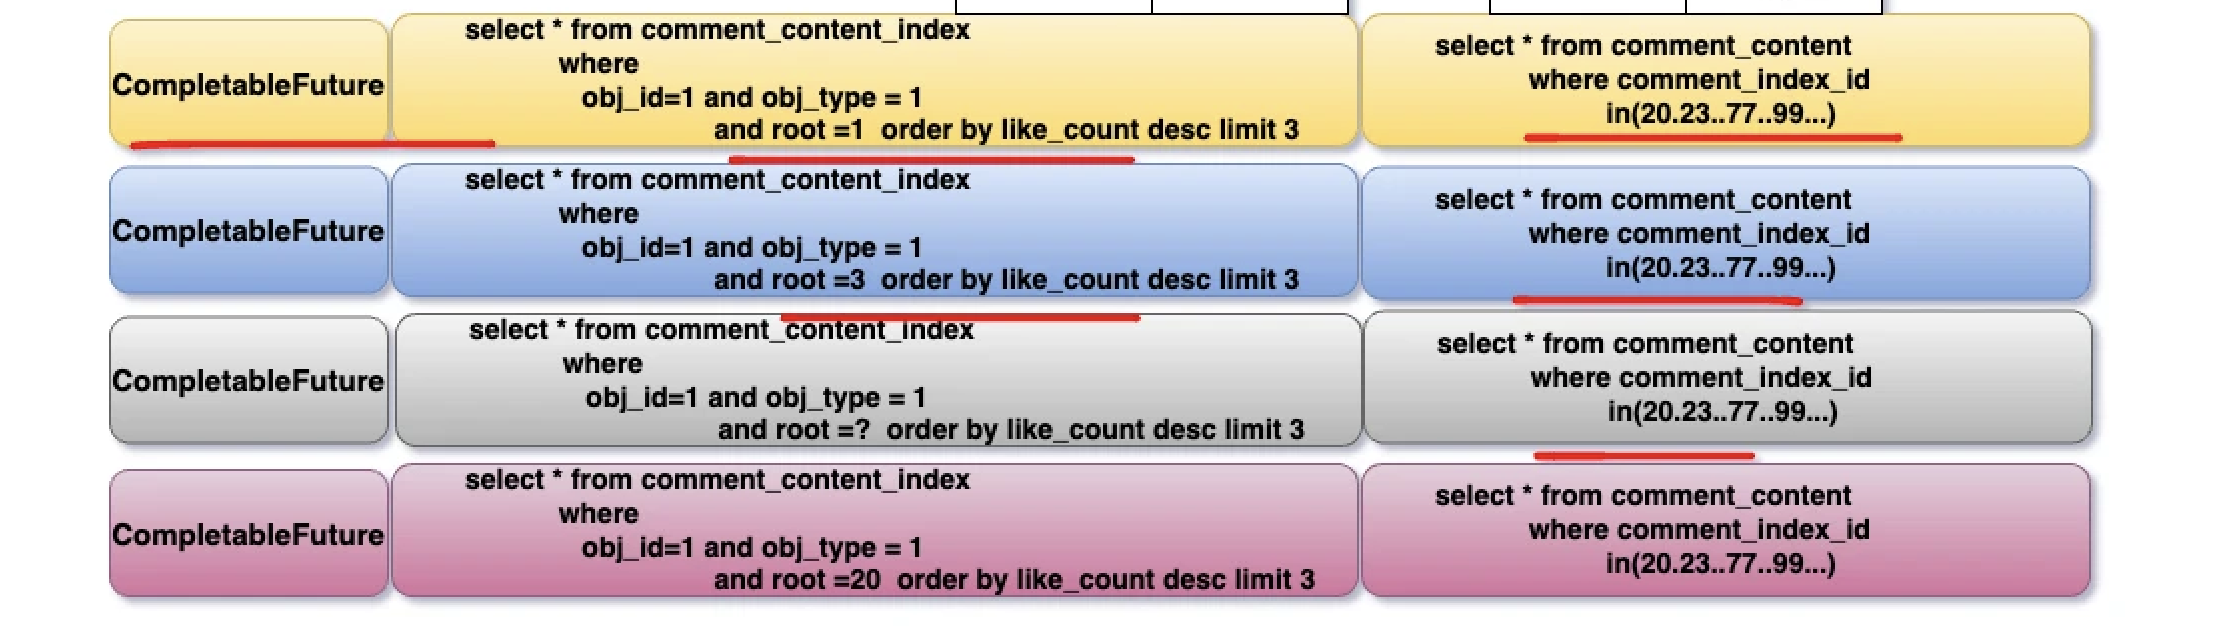 CompletableFuture
select * from comment_content_index
where
obj_id=1 and obj_type = 1
and root =1  order by like_count desc limit 3
select * from comment_content
where comment_index_id
in(20.23..77..99...)
CompletableFuture
select * from comment_content_index
where
obj_id=1 and obj_type = 1
and root =3  order by like_count desc limit 3
select * from comment_content
where comment_index_id
in(20.23..77..99...)
CompletableFuture
select * from comment_content_index
where
obj_id=1 and obj_type = 1
and root =?  order by like_count desc limit 3
select * from comment_content
where comment_index_id
in(20.23..77..99...)
CompletableFuture
select * from comment_content_index
where
obj_id=1 and obj_type = 1
and root =20  order by like_count desc limit 3
select * from comment_content
where comment_index_id
in(20.23..77..99...)